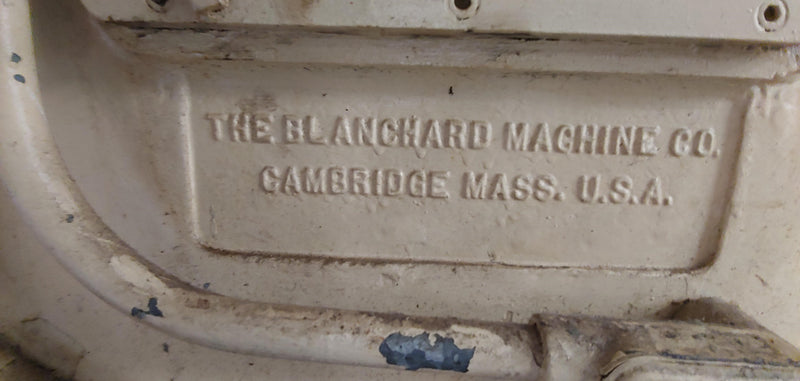 THE BLANCHARD MACHINE CO.
CAMBRIDGE MASS. U.S.A.